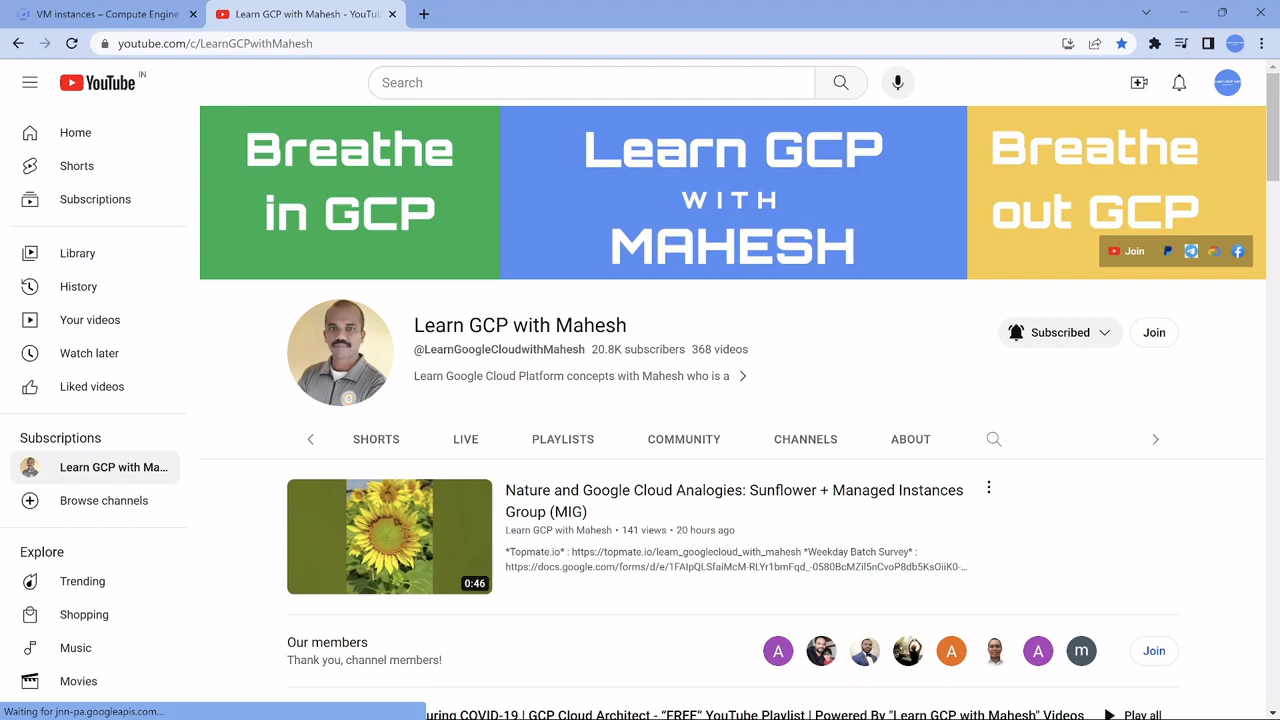 VM instances – Compute Engine
Learn GCP with Mahesh - YouTub
youtube.com/c/LearnGCPwithMahesh
YouTube IN
Search
Breathe in GCP
Learn GCP
WITH
MAHESH
Breathe out GCP
Join
Home
Shorts
Subscriptions
Library
History
Your videos
Watch later
Liked videos
Subscriptions
Learn GCP with Ma...
Browse channels
Explore
Trending
Shopping
Music
Movies
Learn GCP with Mahesh
@LearnGoogleCloudwithMahesh 20.8K subscribers 368 videos
Learn Google Cloud Platform concepts with Mahesh who is a
Subscribed
Join
SHORTS LIVE PLAYLISTS COMMUNITY CHANNELS ABOUT
0:46
Nature and Google Cloud Analogies: Sunflower + Managed Instances
Group (MIG)
Learn GCP with Mahesh • 141 views • 20 hours ago
*Topmate.io* : https://topmate.io/learn_googlecloud_with_mahesh *Weekday Batch Survey* :
Our members
Thank you, channel members!
A A A m
Join
uring COVID-19 | GCP Cloud Architect - “FREE” YouTube Playlist | Powered By "Learn GCP with Mahesh" Videos
Play all
Waiting for jnn-pa.googleapis.com...